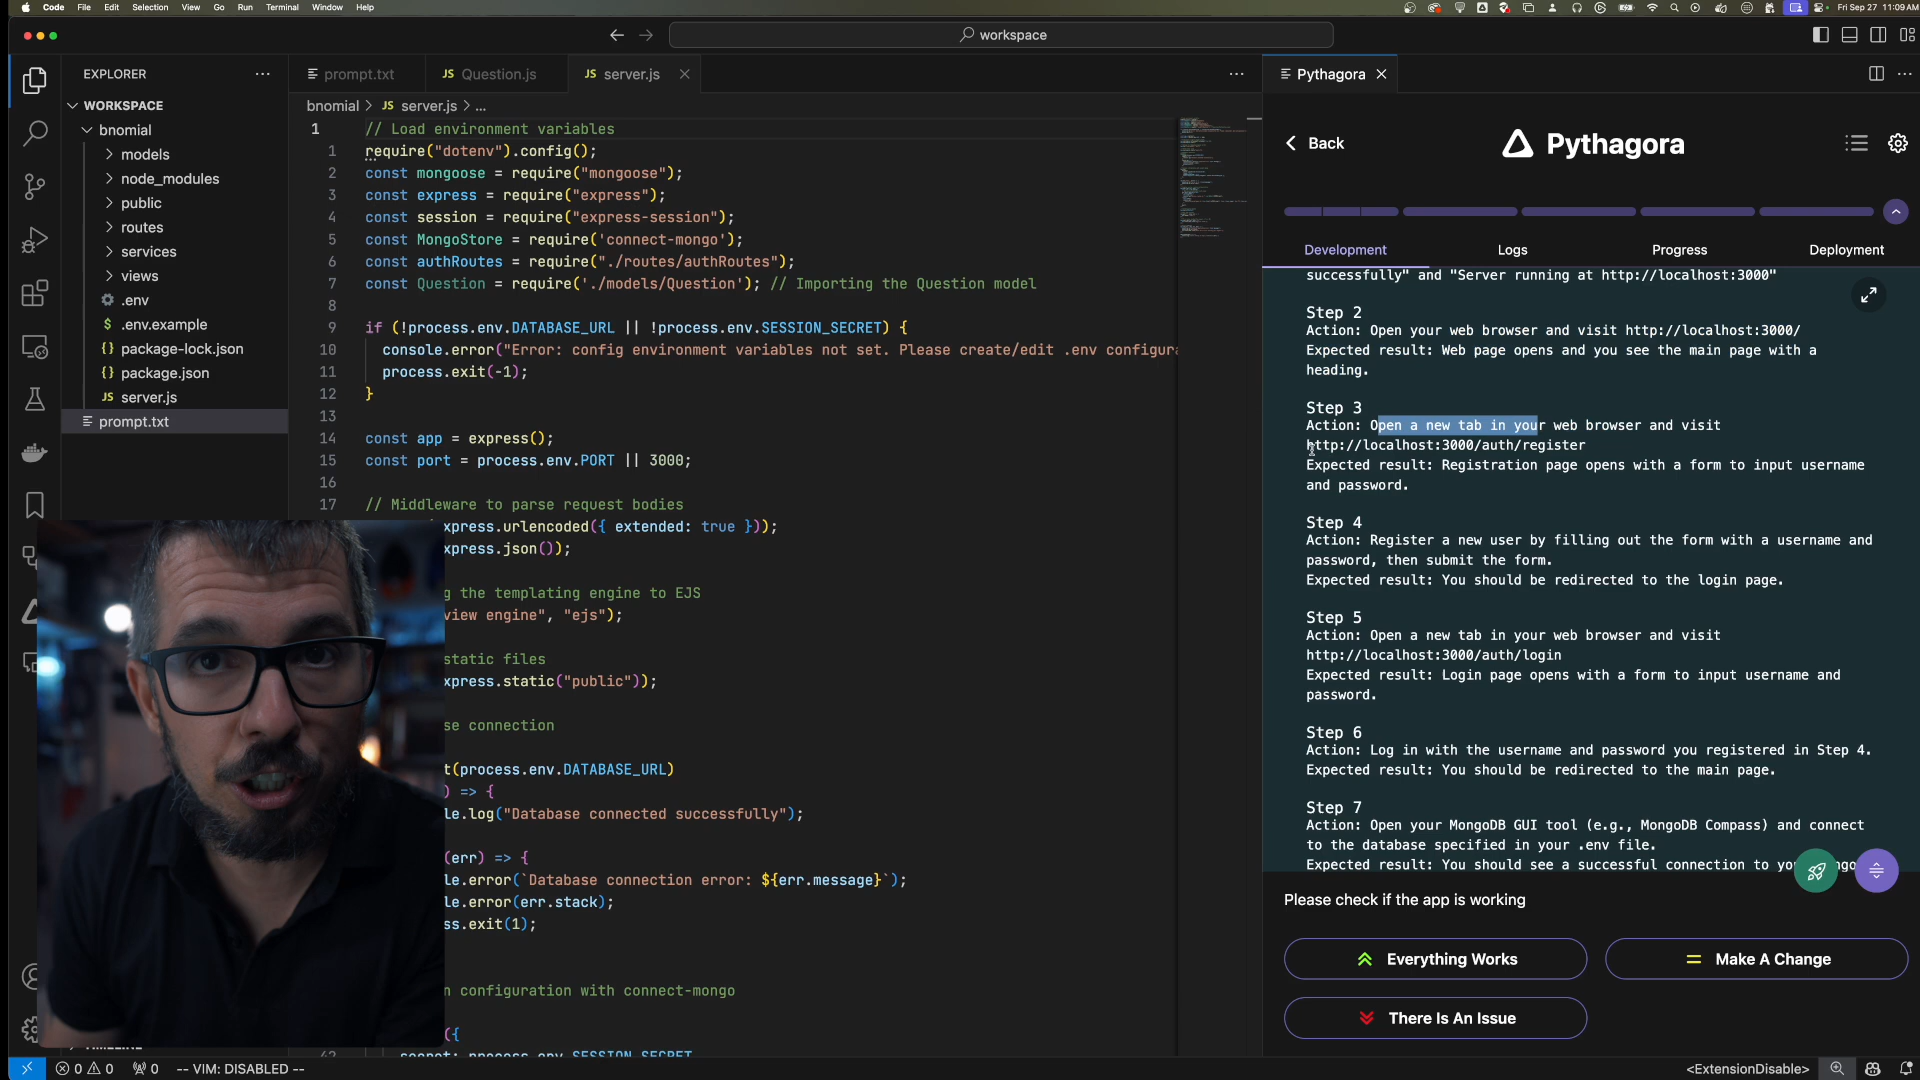 Code File Edit Selection View Go Run Terminal Window Help
Fri Sep 27 11:09 AM
workspace
EXPLORER
WORKSPACE
bnomial
models
node_modules
public
routes
services
views
.env
$ .env.example
{} package-lock.json
{} package.json
JS server.js
prompt.txt
prompt.txt
JS Question.js
JS server.js
bnomial > JS server.js > ...
1 // Load environment variables
1 require("dotenv").config();
2 const mongoose = require("mongoose");
3 const express = require("express");
4 const session = require("express-session");
5 const MongoStore = require('connect-mongo');
6 const authRoutes = require("./routes/authRoutes");
7 const Question = require('./models/Question'); // Importing the Question model
8
9 if (!process.env.DATABASE_URL || !process.env.SESSION_SECRET) {
10 console.error("Error: config environment variables not set. Please create/edit .env configura
11 process.exit(-1);
12 }
13
14 const app = express();
15 const port = process.env.PORT || 3000;
16
17 // Middleware to parse request bodies
xpress.urlencoded({ extended: true }));
xpress.json());
g the templating engine to EJS
view engine", "ejs");
static files
xpress.static("public"));
se connection
t(process.env.DATABASE_URL)
) => {
le.log("Database connected successfully");
(err) => {
le.error(`Database connection error: ${err.message}`);
le.error(err.stack);
ss.exit(1);
n configuration with connect-mongo
({
secret: process.env.SESSION_SECRET
Pythagora
Back
Pythagora
Development
Logs
Progress
Deployment
successfully" and "Server running at http://localhost:3000"
Step 2
Action: Open your web browser and visit http://localhost:3000/
Expected result: Web page opens and you see the main page with a
heading.
Step 3
Action: Open a new tab in your web browser and visit
http://localhost:3000/auth/register
Expected result: Registration page opens with a form to input username
and password.
Step 4
Action: Register a new user by filling out the form with a username and
password, then submit the form.
Expected result: You should be redirected to the login page.
Step 5
Action: Open a new tab in your web browser and visit
http://localhost:3000/auth/login
Expected result: Login page opens with a form to input username and
password.
Step 6
Action: Log in with the username and password you registered in Step 4.
Expected result: You should be redirected to the main page.
Step 7
Action: Open your MongoDB GUI tool (e.g., MongoDB Compass) and connect
to the database specified in your .env file.
Expected result: You should see a successful connection to yo
Please check if the app is working
Everything Works
Make A Change
There Is An Issue
0 0 0 -- VIM: DISABLED --
<ExtensionDisable>